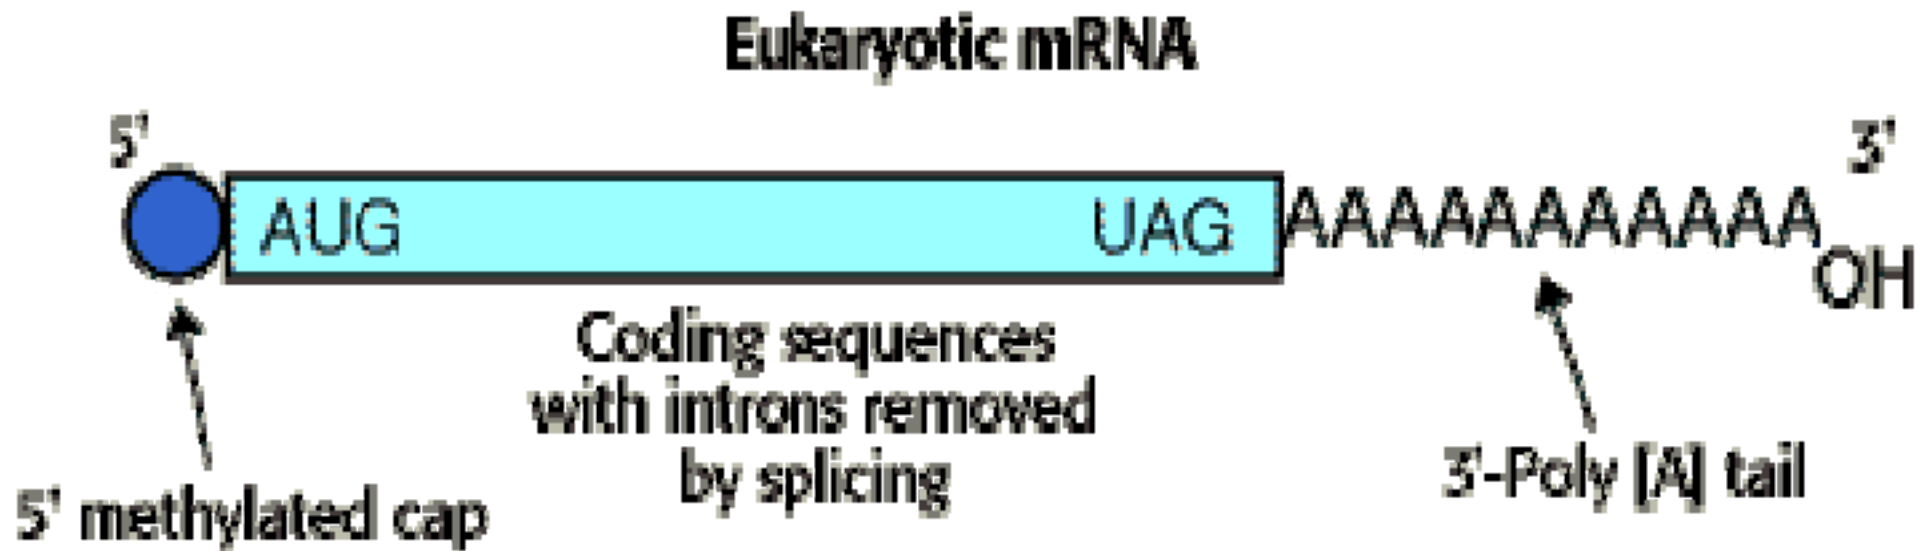 Eukaryotic mRNA
5'
3'
AUG
UAG
AAAAAAAAAAA
OH
Coding sequences
with introns removed
by splicing
5' methylated cap
3'-Poly [A] tail